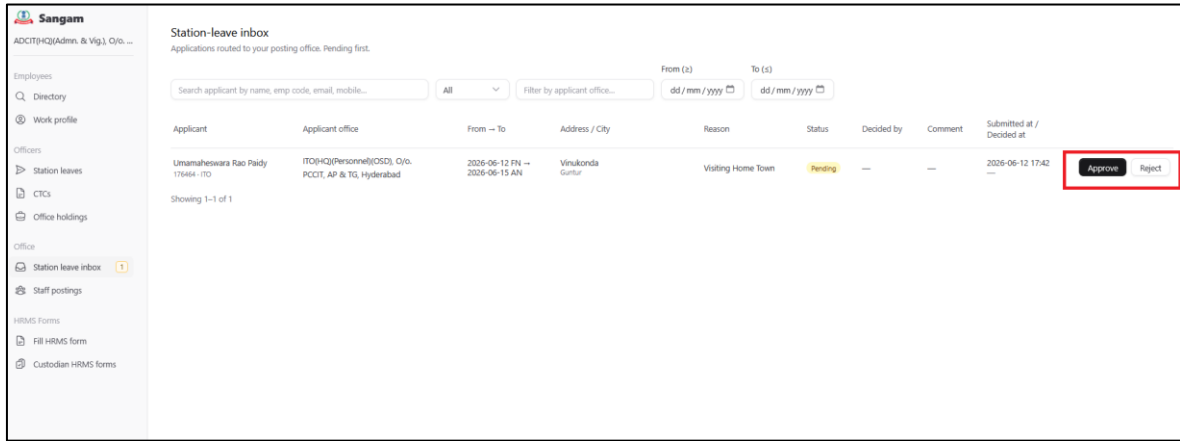 Sangam
ADCIT(HQ)(Admn. & Vig.), O/o. ...
Employees
Directory
Work profile
Officers
Station leaves
CTCs
Office holdings
Office
Station leave inbox 1
Staff postings
HRMS Forms
Fill HRMS form
Custodian HRMS forms
Station-leave inbox
Applications routed to your posting office. Pending first.
From (≥) To (≤)
Search applicant by name, emp code, email, mobile... All Filter by applicant office... dd/mm/yyyy dd/mm/yyyy
Applicant Applicant office From → To Address / City Reason Status Decided by Comment Submitted at /
Decided at
Umamaheswara Rao Paidy ITO(HQ)(Personnel)(OSD), O/o. 2026-06-12 FN → Vinukonda Visiting Home Town Pending — — 2026-06-12 17:42 Approve Reject
176464 - ITO PCCIT, AP & TG, Hyderabad 2026-06-15 AN Guntur —
Showing 1–1 of 1